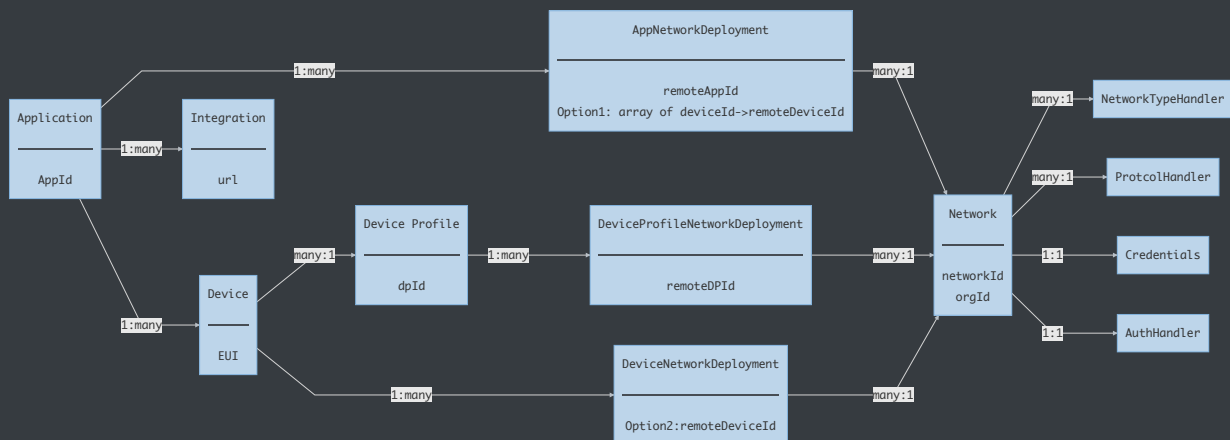 AppNetworkDeployment
remoteAppId
Option1: array of deviceId->remoteDeviceId
1:many
many:1
Application
AppId
1:many
Integration
url
NetworkTypeHandler
many:1
ProtcolHandler
many:1
Device Profile
dpId
many:1
1:many
DeviceProfileNetworkDeployment
remoteDPId
many:1
Network
networkId
orgId
1:1
Credentials
1:1
AuthHandler
1:many
Device
EUI
1:many
DeviceNetworkDeployment
Option2:remoteDeviceId
many:1